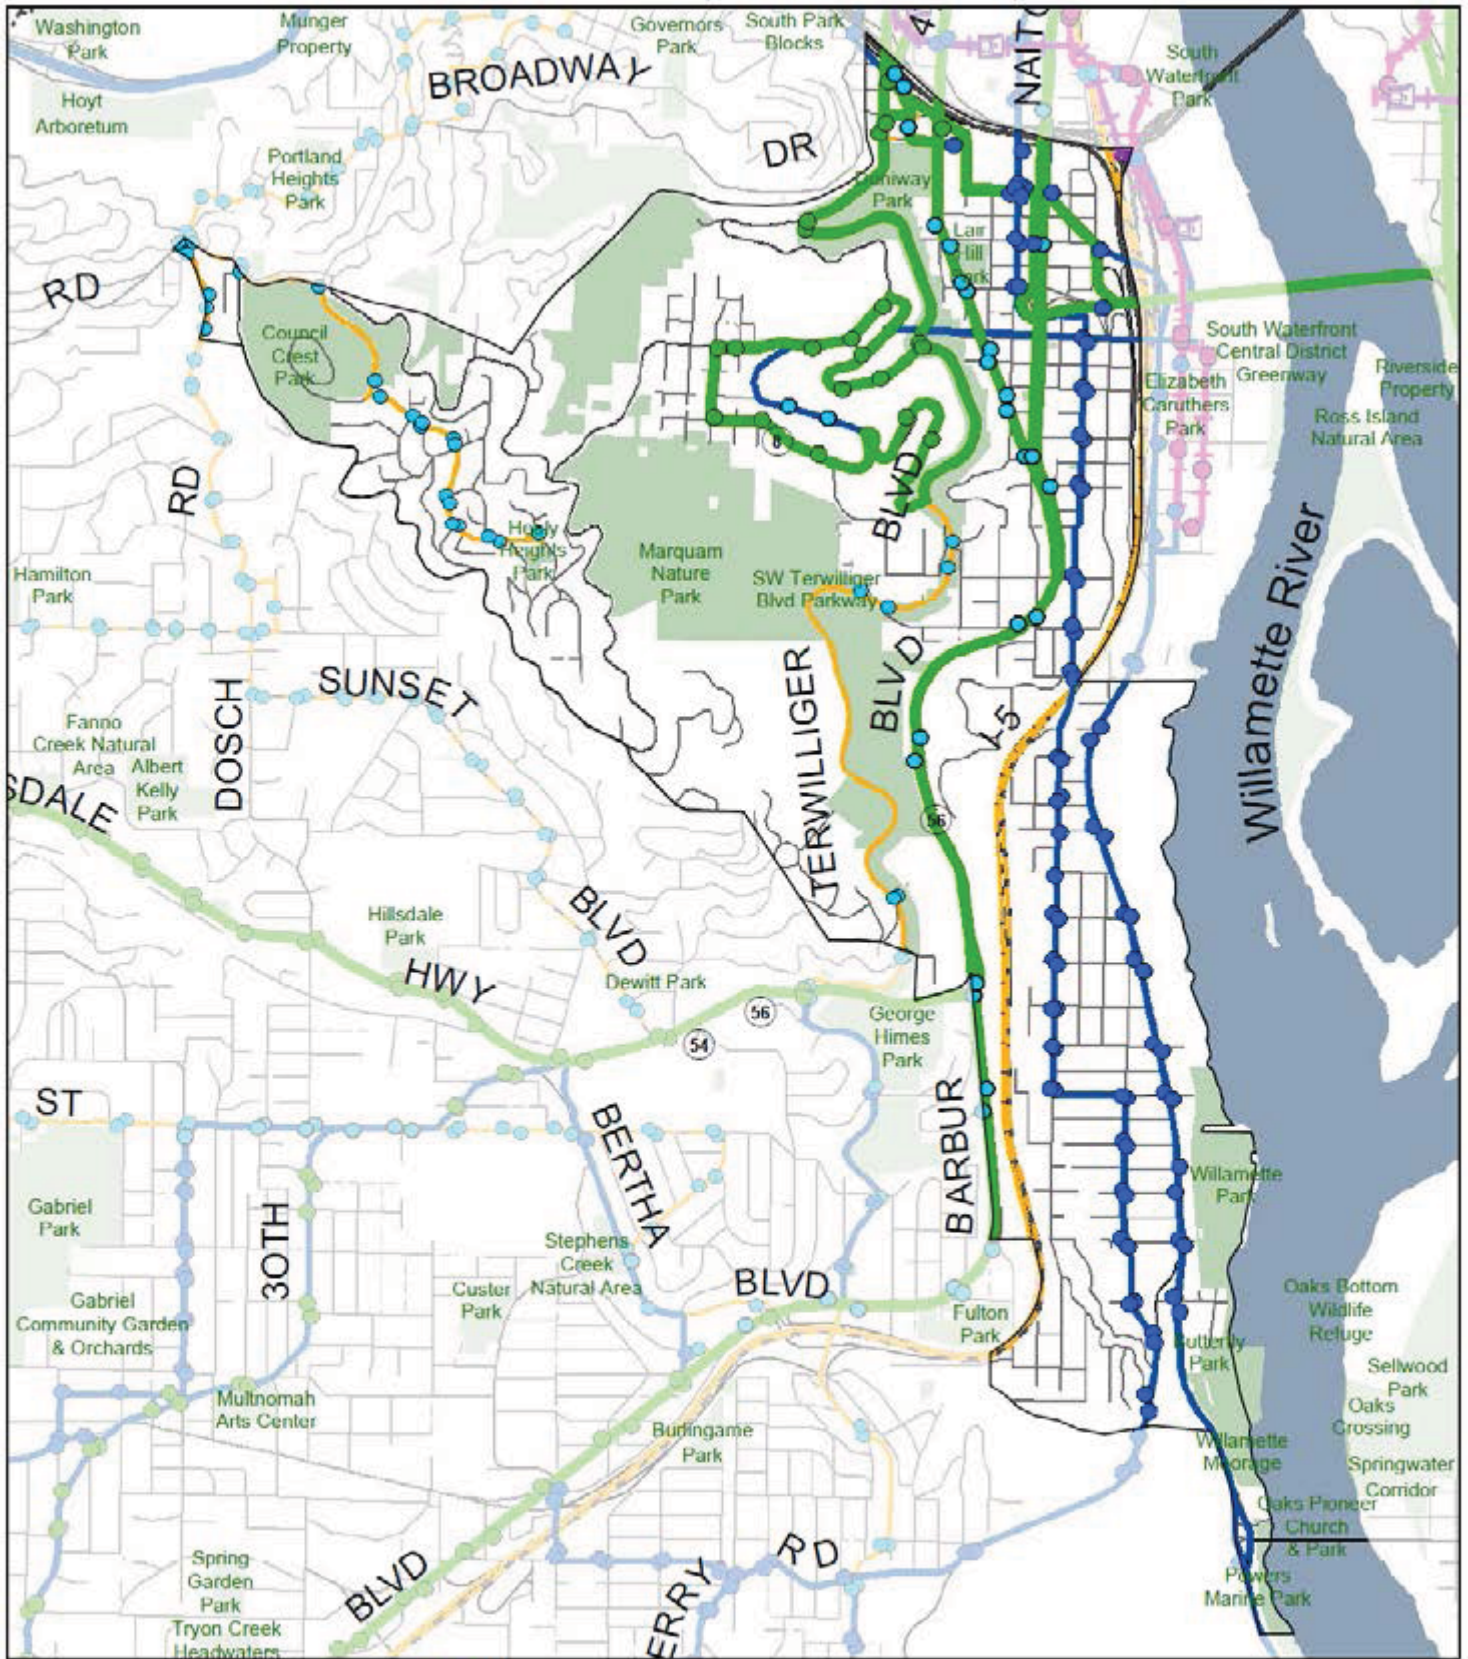 Washington
Park
Munger
Property
Governors
Park
South Park
Blocks
4
NAITO
South
Waterfront
Park
BROADWAY
Hoyt
Arboretum
Portland
Heights
Park
DR
Duniway
Park
Lair
Hill
Park
RD
Council
Crest
Park
South Waterfront
Central District
Greenway
Elizabeth
Caruthers
Park
Riverside
Property
Ross Island
Natural Area
8
RD
BLVD
Healy
Heights
Park
Marquam
Nature
Park
SW Terwilliger
Blvd Parkway
Hamilton
Park
Willamette River
DOSCH
SUNSET
TERWILLIGER
BLVD
I-5
Fanno
Creek Natural
Area
Albert
Kelly
Park
SDALE
56
Hillsdale
Park
BLVD
HWY
Dewitt Park
56
54
George
Himes
Park
ST
BERTHA
BARBUR
Willamette
Park
Gabriel
Park
30TH
Stephens
Creek
Natural Area
BLVD
Custer
Park
Fulton
Park
Oaks Bottom
Wildlife
Refuge
Gabriel
Community Garden
& Orchards
Butterfly
Park
Sellwood
Park
Oaks
Crossing
Multnomah
Arts Center
Burlingame
Park
Willamette
Moorage
Springwater
Corridor
Oaks Pioneer
Church
& Park
Spring
Garden
Park
BLVD
ERRY
RD
Powers
Marine Park
Tryon Creek
Headwaters